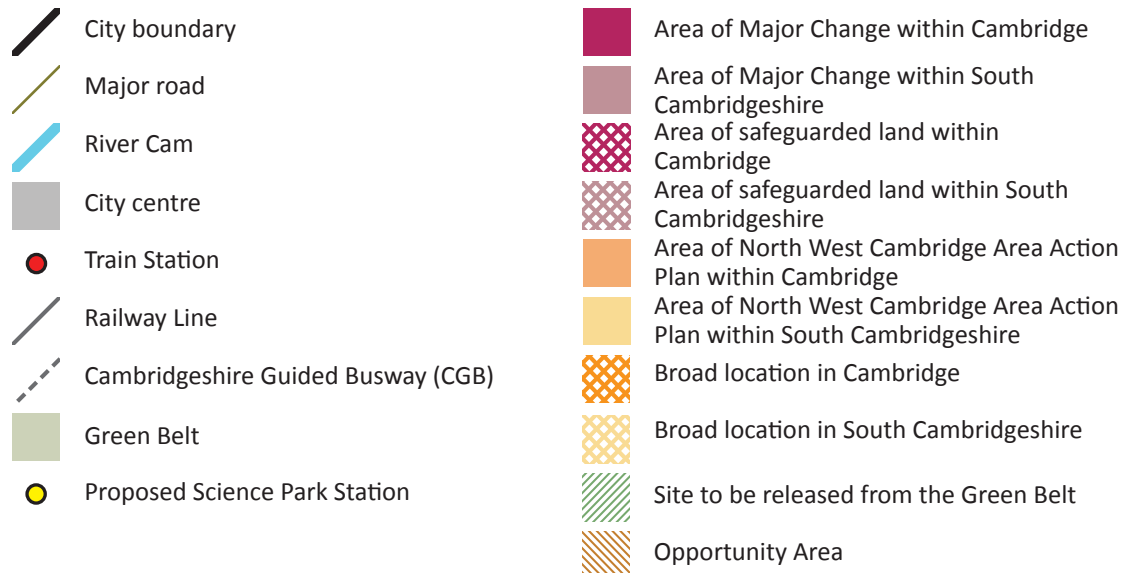 City boundary
Major road
River Cam
City centre
Train Station
Railway Line
Cambridgeshire Guided Busway (CGB)
Green Belt
Proposed Science Park Station
Area of Major Change within Cambridge
Area of Major Change within South
Cambridgeshire
Area of safeguarded land within
Cambridge
Area of safeguarded land within South
Cambridgeshire
Area of North West Cambridge Area Action
Plan within Cambridge
Area of North West Cambridge Area Action
Plan within South Cambridgeshire
Broad location in Cambridge
Broad location in South Cambridgeshire
Site to be released from the Green Belt
Opportunity Area